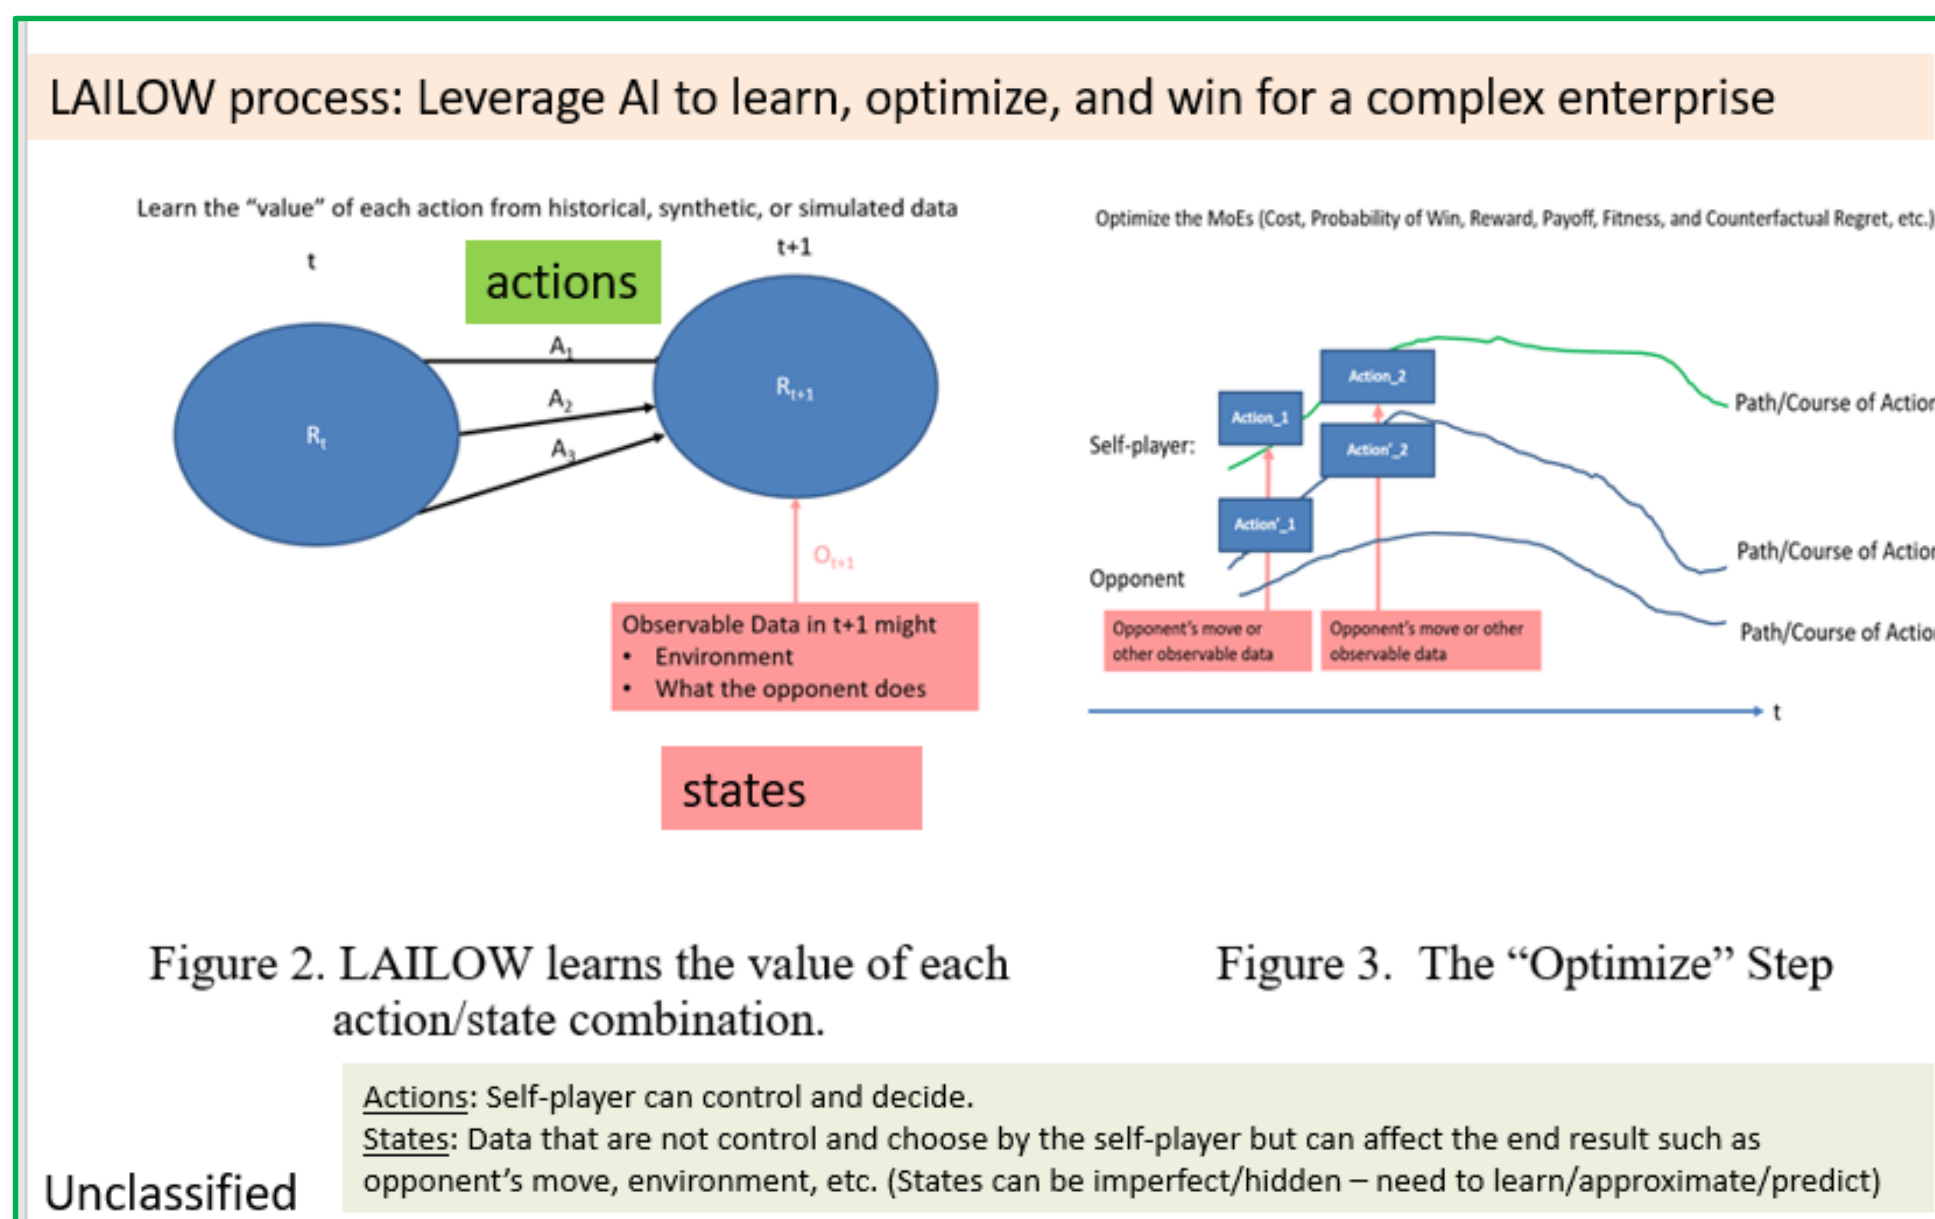 LAILOW process: Leverage AI to learn, optimize, and win for a complex enterprise
Learn the “value” of each action from historical, synthetic, or simulated data
t
t+1
actions
A1
A2
A3
Rt
Rt+1
Ot+1
Observable Data in t+1 might
• Environment
• What the opponent does
states
Figure 2. LAILOW learns the value of each
action/state combination.
Optimize the MoEs (Cost, Probability of Win, Reward, Payoff, Fitness, and Counterfactual Regret, etc.)
Action_2
Path/Course of Action
Action_1
Self-player:
Action’_2
Action’_1
Path/Course of Action
Opponent
Path/Course of Action
Opponent’s move or
other observable data
Opponent’s move or other
observable data
t
Figure 3. The “Optimize” Step
Actions: Self-player can control and decide.
States: Data that are not control and choose by the self-player but can affect the end result such as
opponent’s move, environment, etc. (States can be imperfect/hidden – need to learn/approximate/predict)
Unclassified